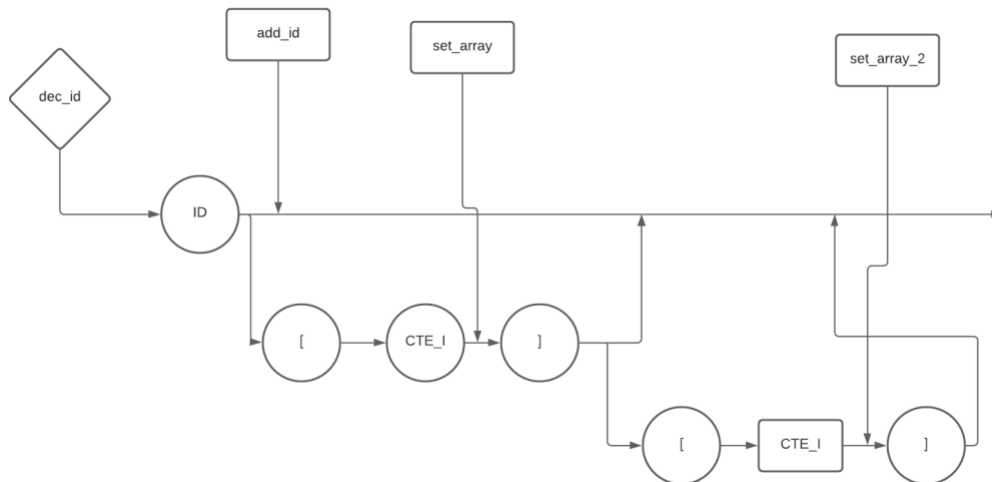 add_id
set_array
set_array_2
dec_id
ID
[
CTE_I
]
[
CTE_I
]